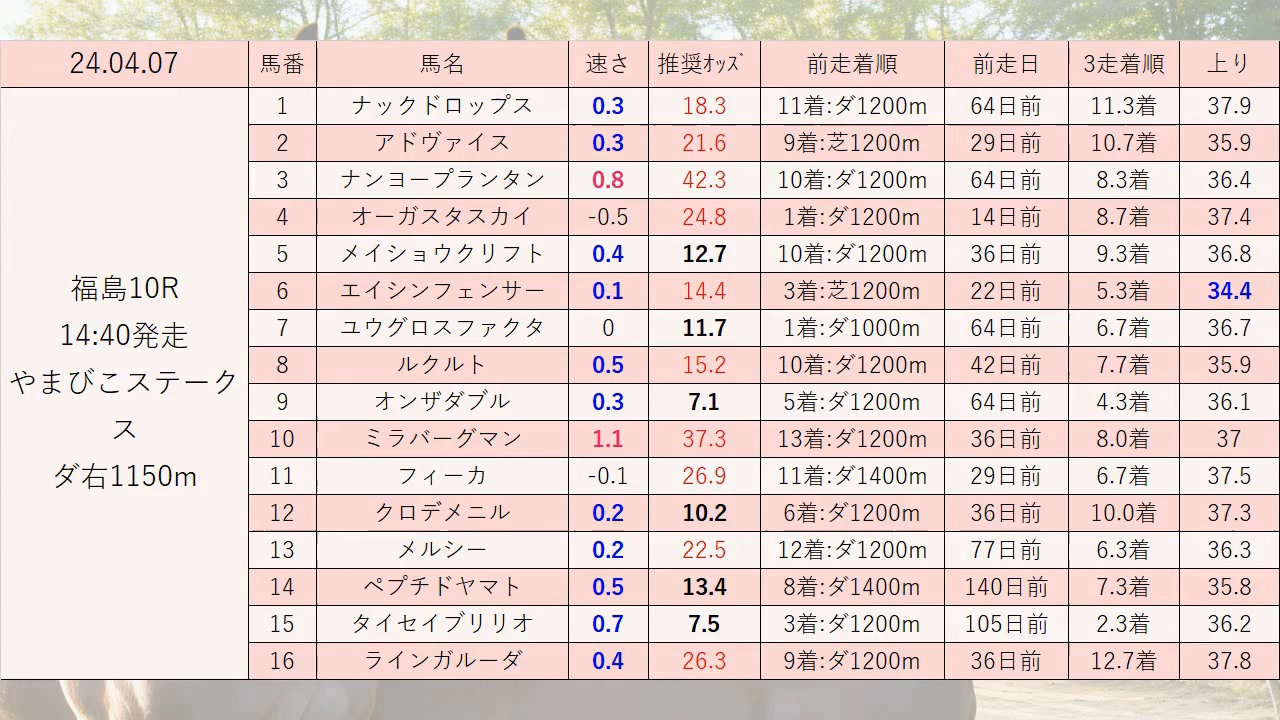 24.04.07 馬番 馬名 速さ 推奨ｵｯｽﾞ 前走着順 前走日 3走着順 上り
福島10R
14:40発走
やまびこステーク
ス
ダ右1150m
1 ナックドロップス 0.3 18.3 11着:ダ1200m 64日前 11.3着 37.9
2 アドヴァイス 0.3 21.6 9着:芝1200m 29日前 10.7着 35.9
3 ナンヨープランタン 0.8 42.3 10着:ダ1200m 64日前 8.3着 36.4
4 オーガスタスカイ -0.5 24.8 1着:ダ1200m 14日前 8.7着 37.4
5 メイショウクリフト 0.4 12.7 10着:ダ1200m 36日前 9.3着 36.8
6 エイシンフェンサー 0.1 14.4 3着:芝1200m 22日前 5.3着 34.4
7 ユウグロスファクタ 0 11.7 1着:ダ1000m 64日前 6.7着 36.7
8 ルクルト 0.5 15.2 10着:ダ1200m 42日前 7.7着 35.9
9 オンザダブル 0.3 7.1 5着:ダ1200m 64日前 4.3着 36.1
10 ミラバーグマン 1.1 37.3 13着:ダ1200m 36日前 8.0着 37
11 フィーカ -0.1 26.9 11着:ダ1400m 29日前 6.7着 37.5
12 クロデメニル 0.2 10.2 6着:ダ1200m 36日前 10.0着 37.3
13 メルシー 0.2 22.5 12着:ダ1200m 77日前 6.3着 36.3
14 ペプチドヤマト 0.5 13.4 8着:ダ1400m 140日前 7.3着 35.8
15 タイセイブリリオ 0.7 7.5 3着:ダ1200m 105日前 2.3着 36.2
16 ラインガルーダ 0.4 26.3 9着:ダ1200m 36日前 12.7着 37.8